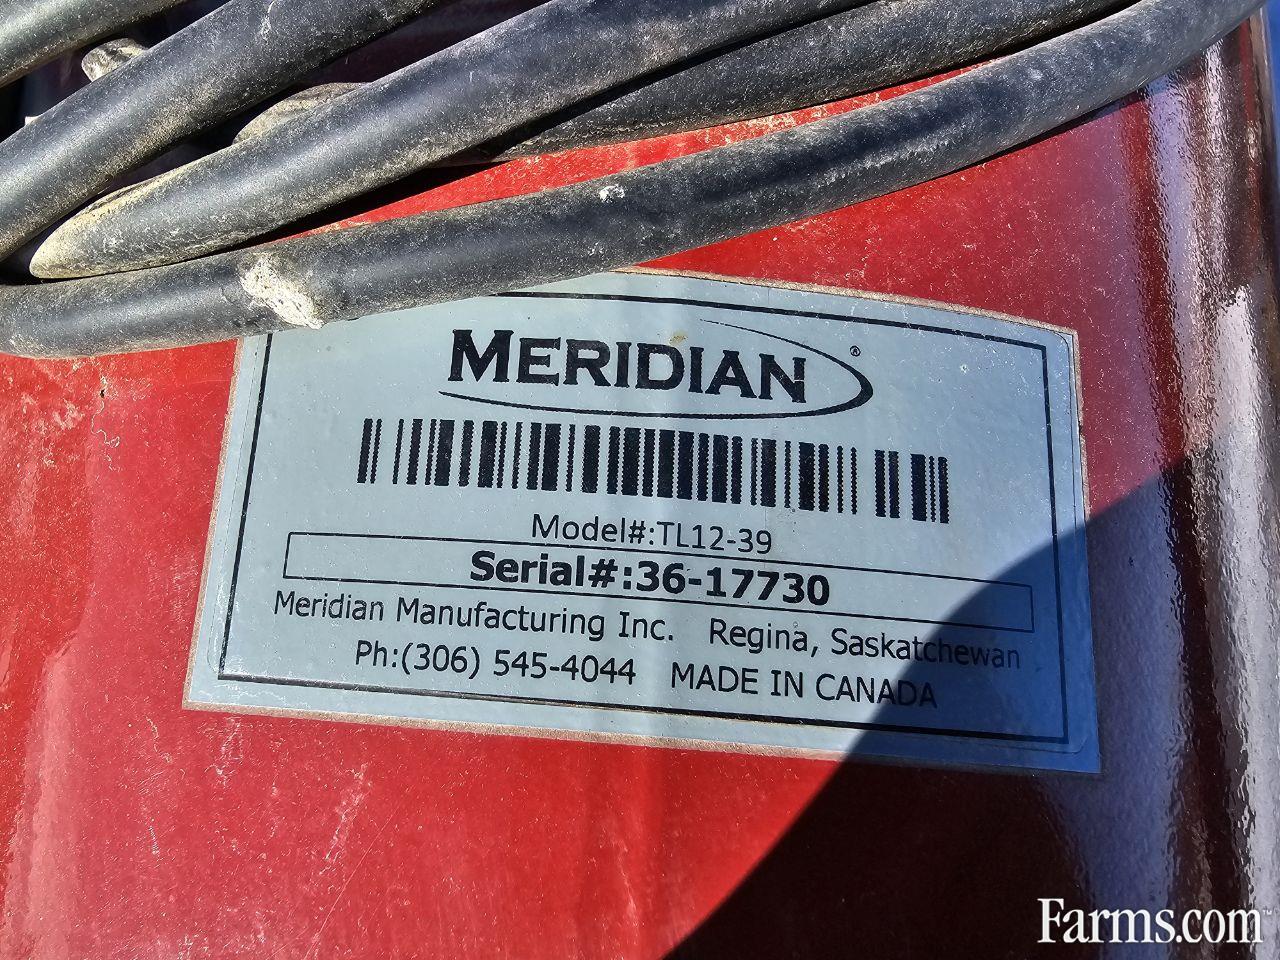 MERIDIAN®
Model#:TL12-39
Serial#:36-17730
Meridian Manufacturing Inc. Regina, Saskatchewan
Ph:(306) 545-4044 MADE IN CANADA
Farms.com™